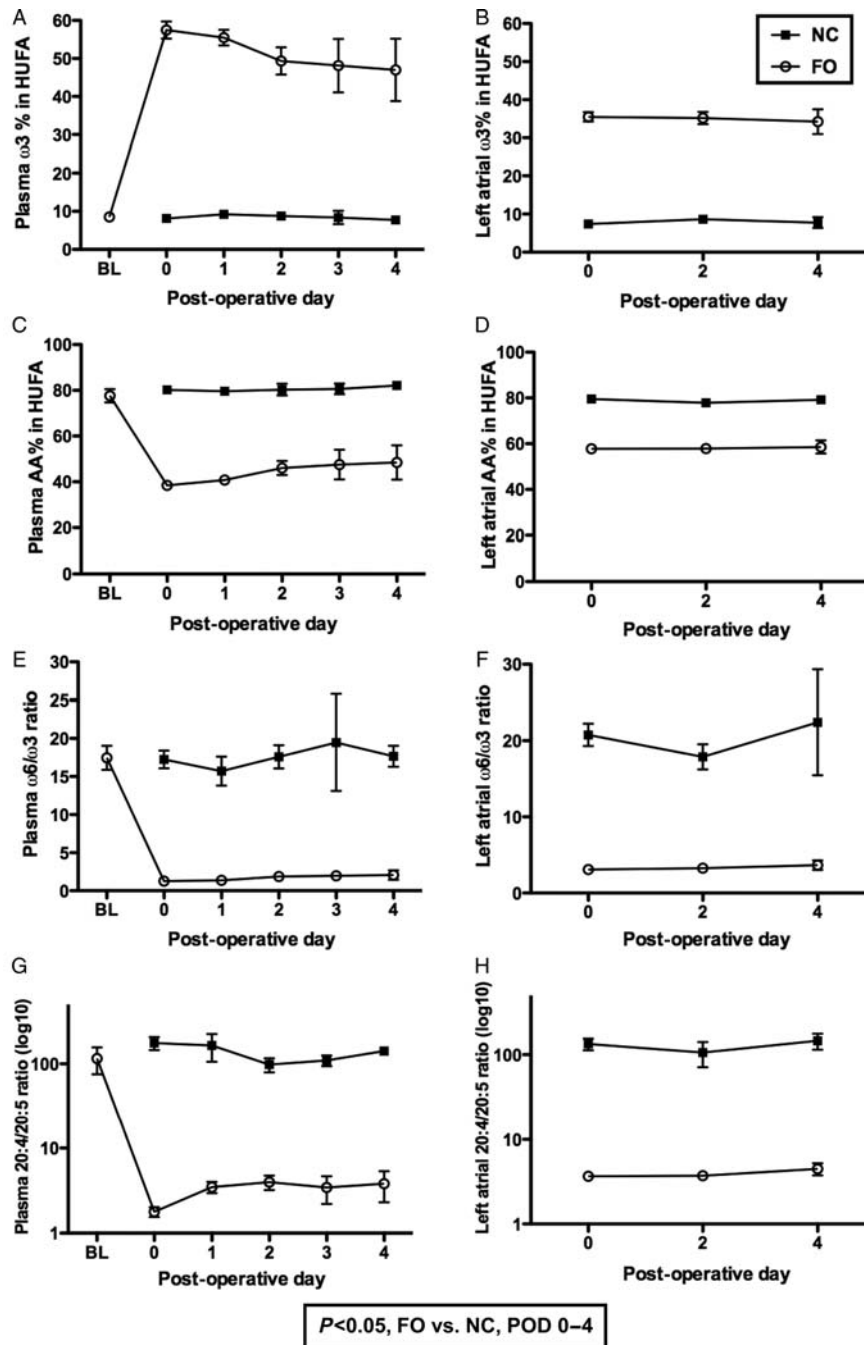 A
Plasma ω3 % in HUFA
60
50
40
30
20
10
0
BL 0 1 2 3 4
Post-operative day
B
Left atrial ω3% in HUFA
60
50
40
30
20
10
0
0 2 4
Post-operative day
NC
FO
C
Plasma AA% in HUFA
100
80
60
40
20
0
BL 0 1 2 3 4
Post-operative day
D
Left atrial AA% in HUFA
100
80
60
40
20
0
0 2 4
Post-operative day
E
Plasma ω6/ω3 ratio
30
25
20
15
10
5
0
BL 0 1 2 3 4
Post-operative day
F
Left atrial ω6/ω3 ratio
30
20
10
0
0 2 4
Post-operative day
G
Plasma 20:4/20:5 ratio (log10)
100
10
1
BL 0 1 2 3 4
Post-operative day
H
Left atrial 20:4/20:5 ratio (log10)
100
10
1
0 2 4
Post-operative day
P<0.05, FO vs. NC, POD 0–4